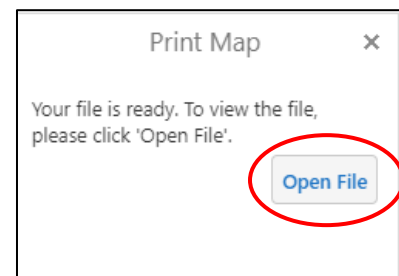 Print Map ×
Your file is ready. To view the file,
please click 'Open File'.
Open File